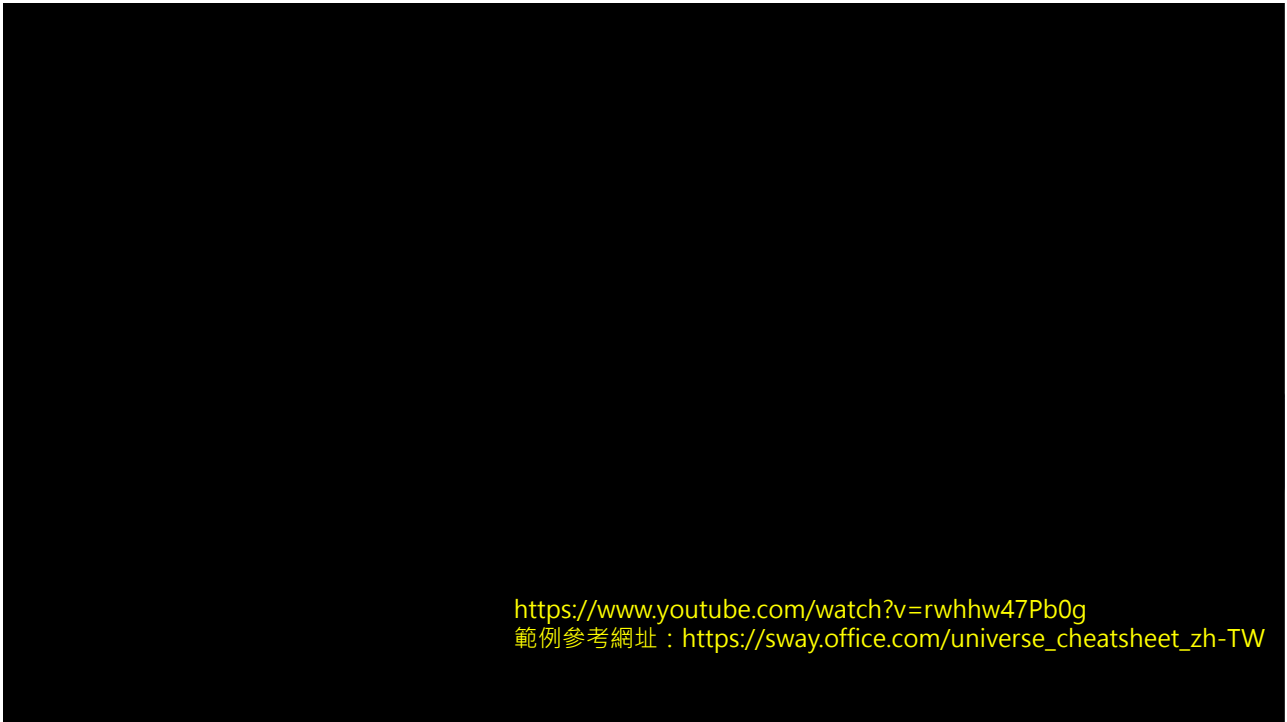 https://www.youtube.com/watch?v=rwhhw47Pb0g
範例參考網址：https://sway.office.com/universe_cheatsheet_zh-TW